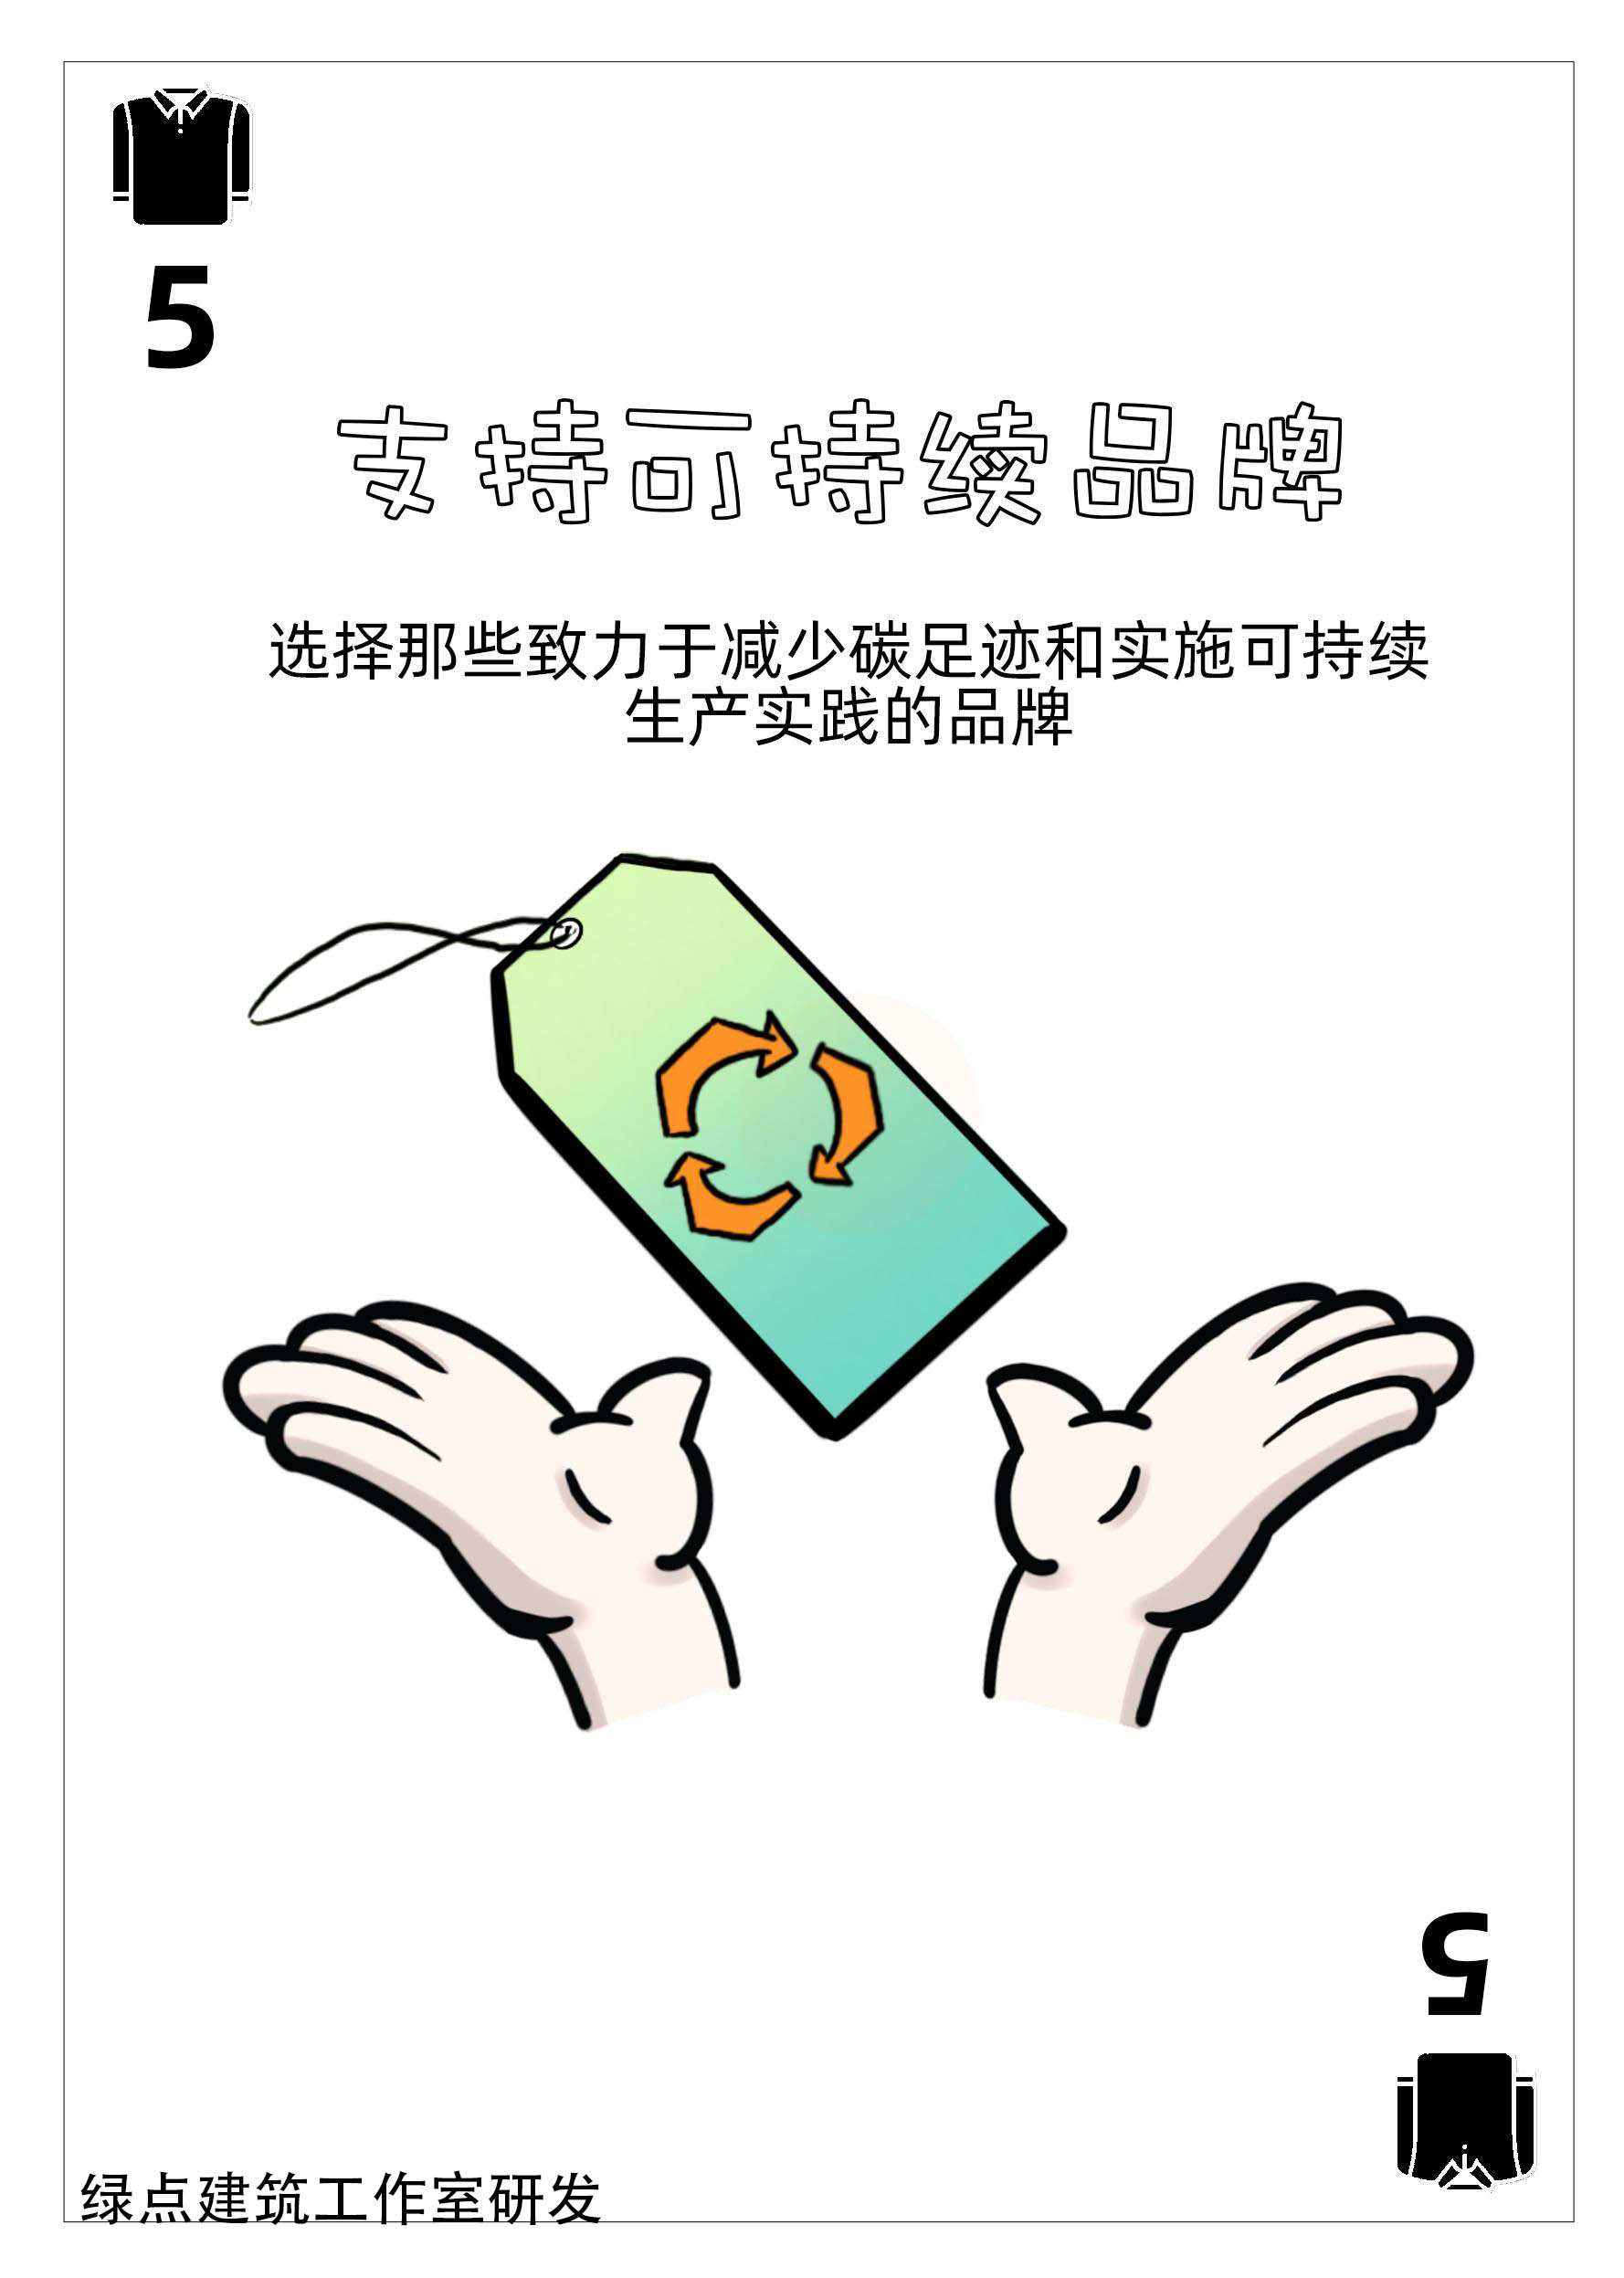 5
支持可持续品牌
选择那些致力于减少碳足迹和实施可持续
生产实践的品牌
5
绿点建筑工作室研发